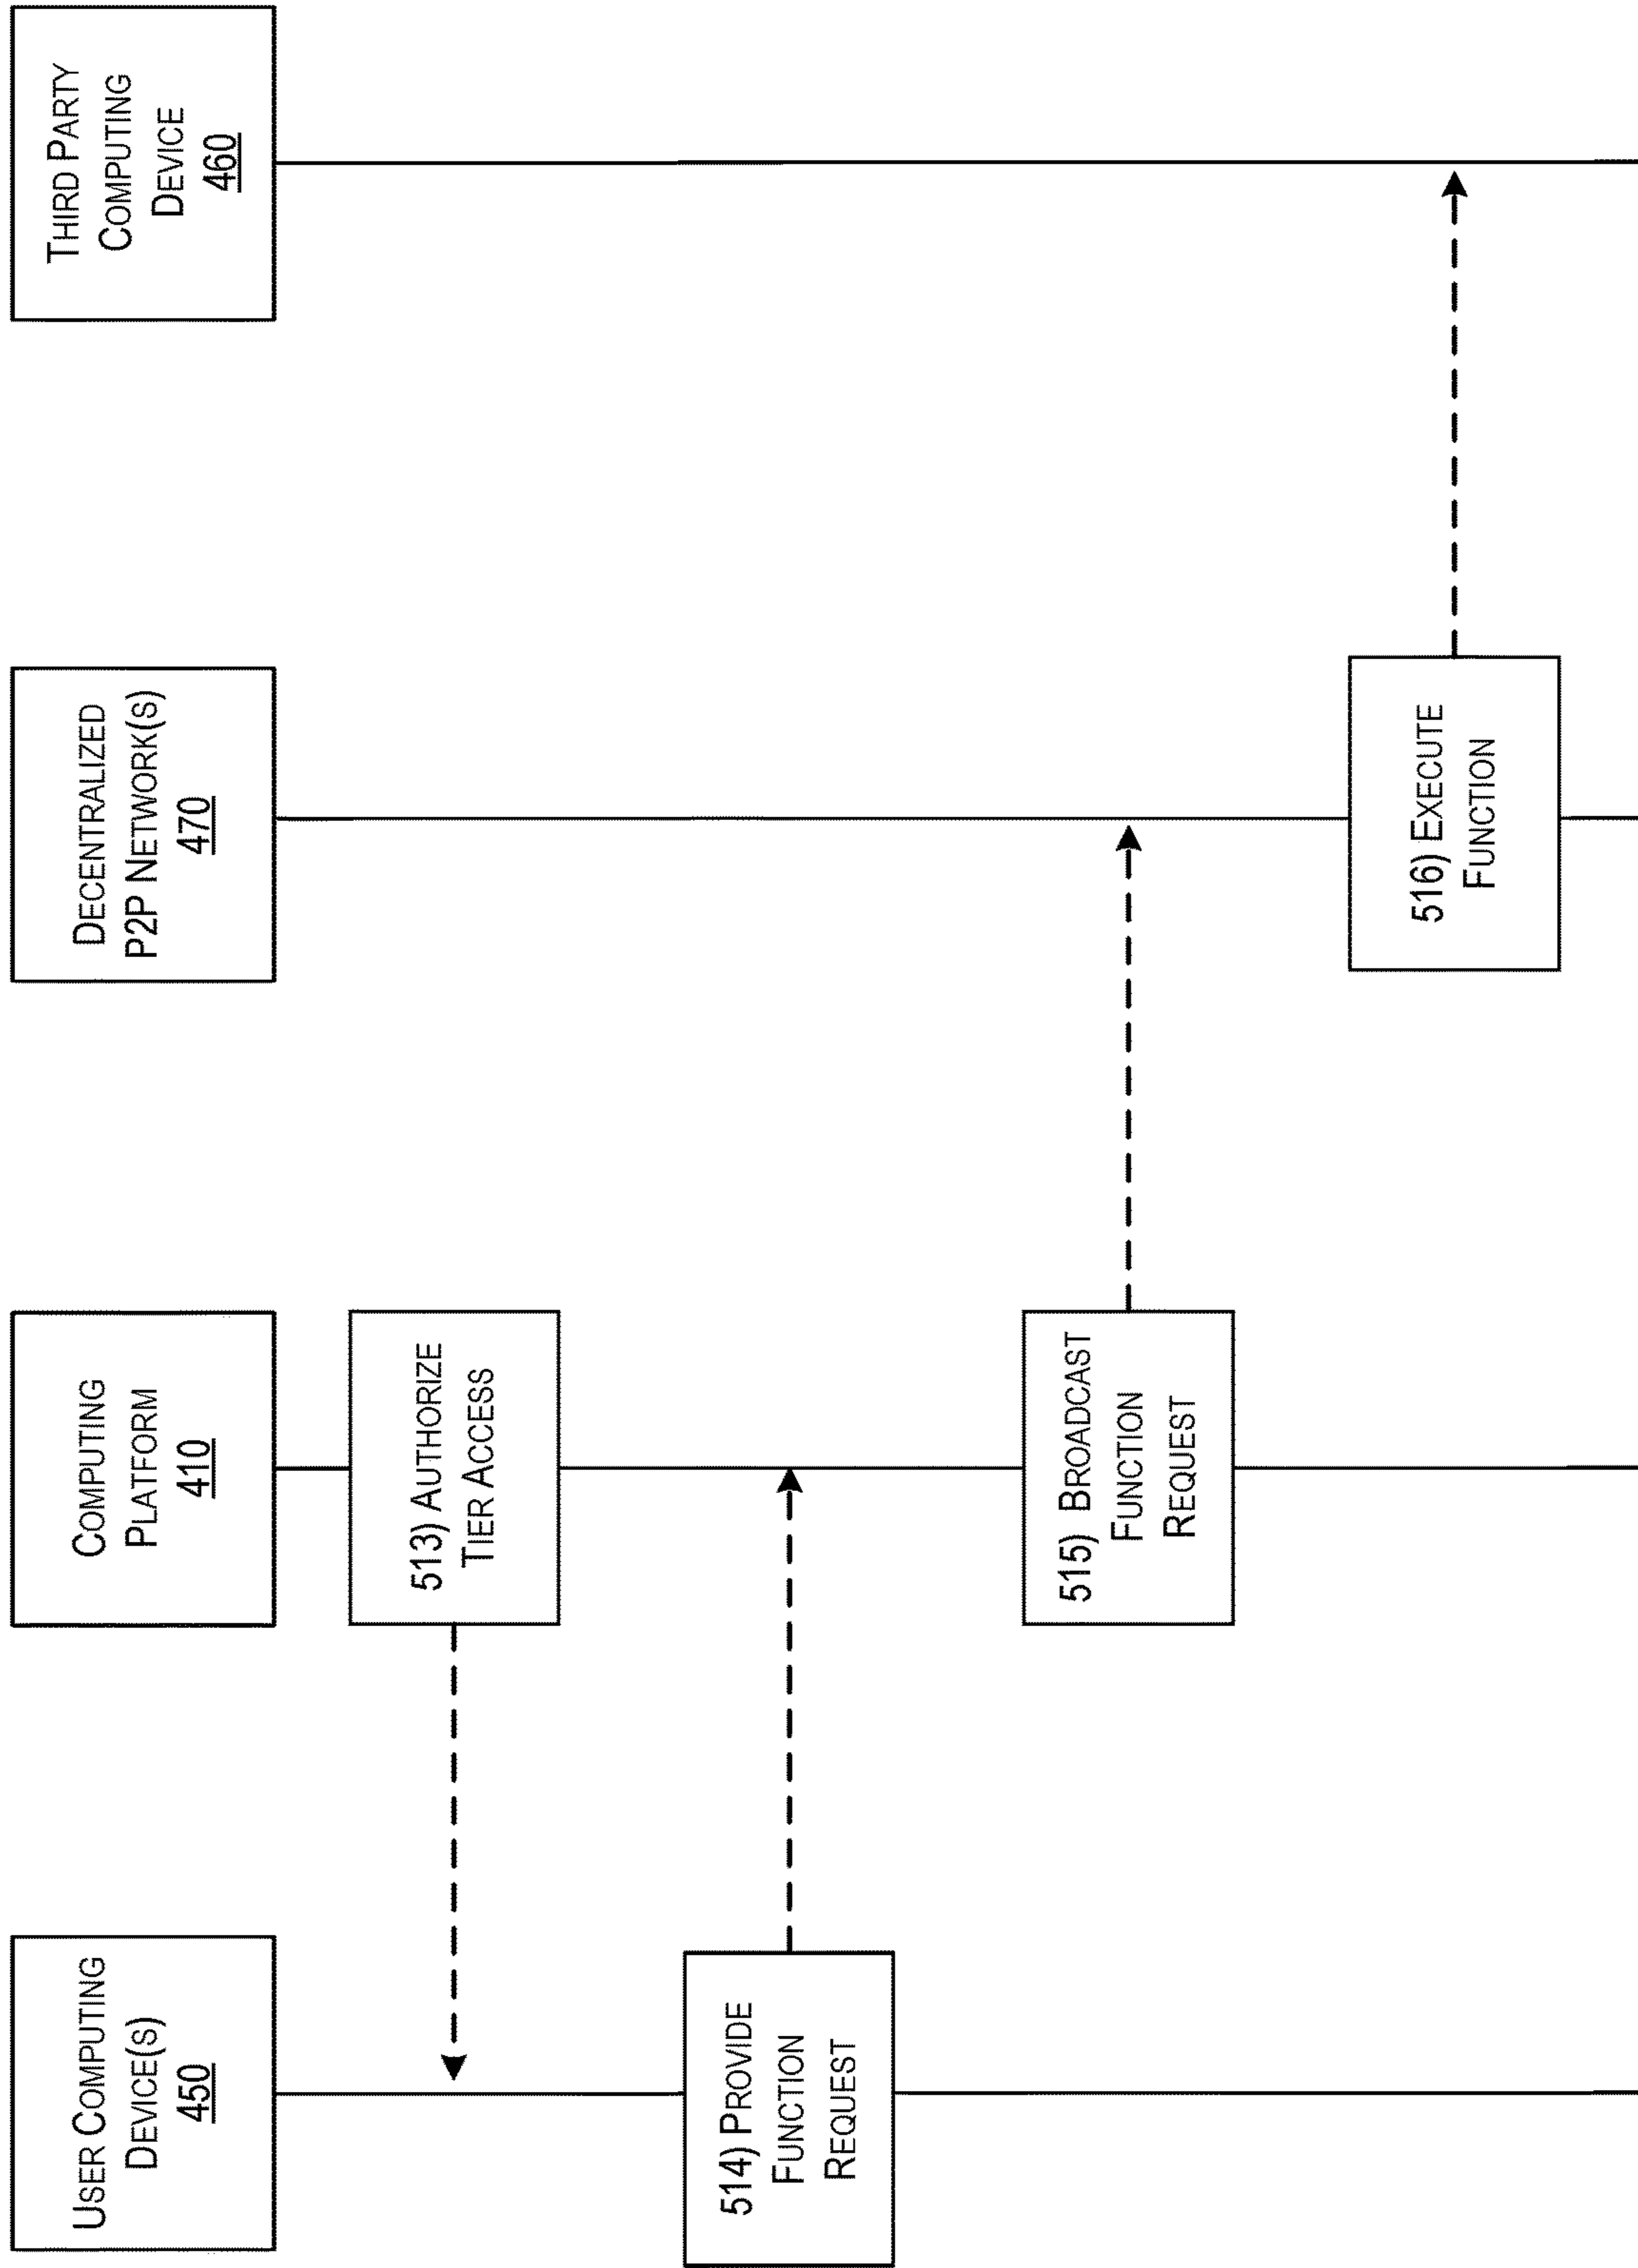 USER COMPUTING
DEVICE(S)
450
COMPUTING
PLATFORM
410
DECENTRALIZED
P2P NETWORK(S)
470
THIRD PARTY
COMPUTING
DEVICE
460
513) AUTHORIZE
TIER ACCESS
514) PROVIDE
FUNCTION
REQUEST
515) BROADCAST
FUNCTION
REQUEST
516) EXECUTE
FUNCTION